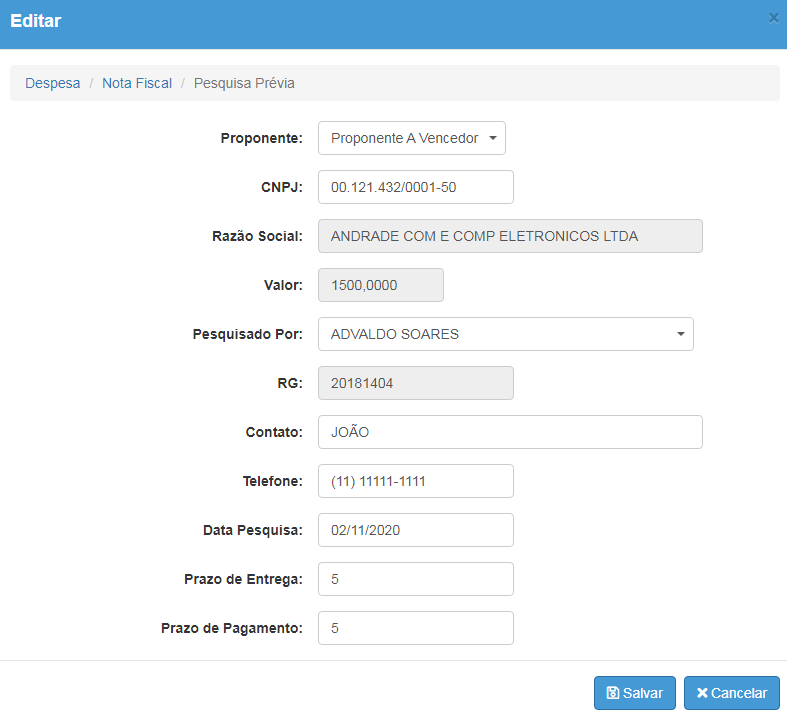 Editar ×
Despesa / Nota Fiscal / Pesquisa Prévia
Proponente: Proponente A Vencedor
CNPJ: 00.121.432/0001-50
Razão Social: ANDRADE COM E COMP ELETRONICOS LTDA
Valor: 1500,0000
Pesquisado Por: ADVALDO SOARES
RG: 20181404
Contato: JOÃO
Telefone: (11) 11111-1111
Data Pesquisa: 02/11/2020
Prazo de Entrega: 5
Prazo de Pagamento: 5
Salvar Cancelar